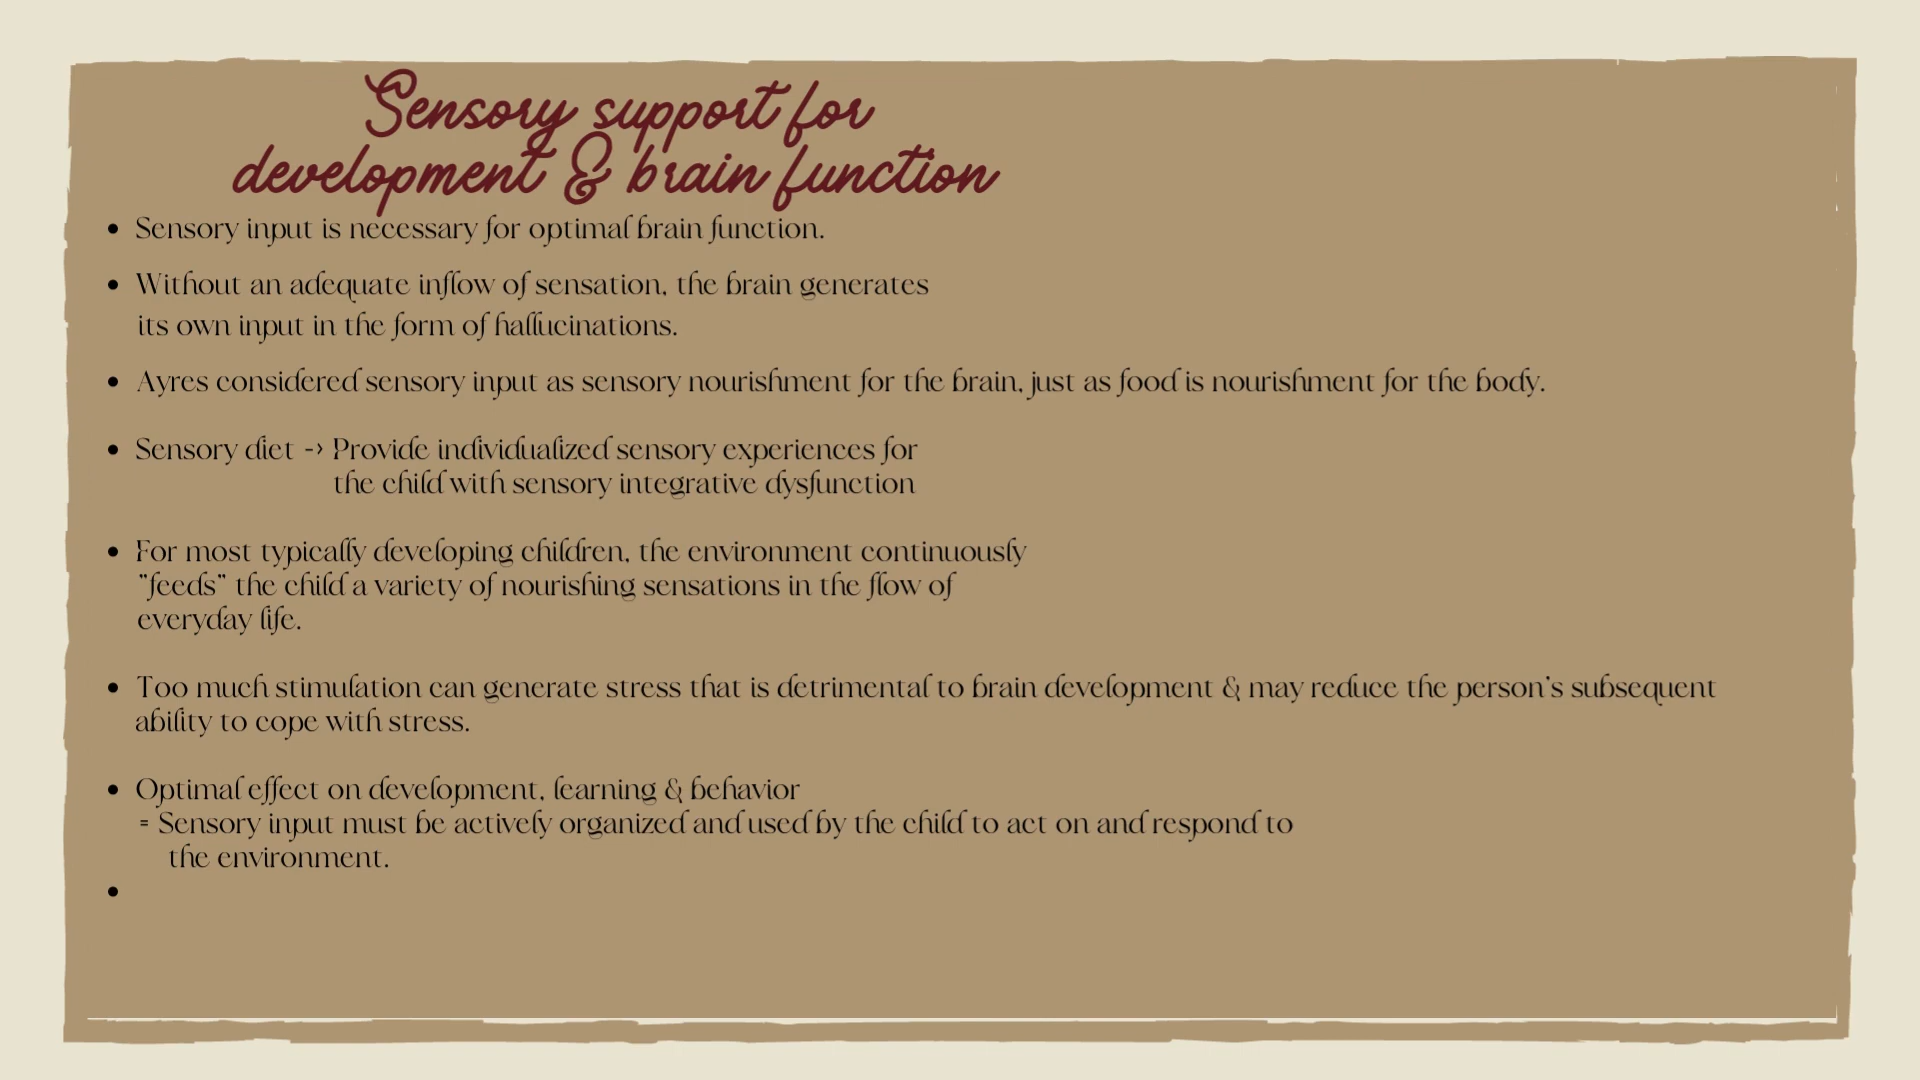 Sensory support for
development & brain function
• Sensory input is necessary for optimal brain function.
• Without an adequate inflow of sensation, the brain generates
its own input in the form of hallucinations.
• Ayres considered sensory input as sensory nourishment for the brain, just as food is nourishment for the body.
• Sensory diet -> Provide individualized sensory experiences for
the child with sensory integrative dysfunction
• For most typically developing children, the environment continuously
"feeds" the child a variety of nourishing sensations in the flow of
everyday life.
• Too much stimulation can generate stress that is detrimental to brain development & may reduce the person's subsequent
ability to cope with stress.
• Optimal effect on development, learning & behavior
= Sensory input must be actively organized and used by the child to act on and respond to
the environment.
•